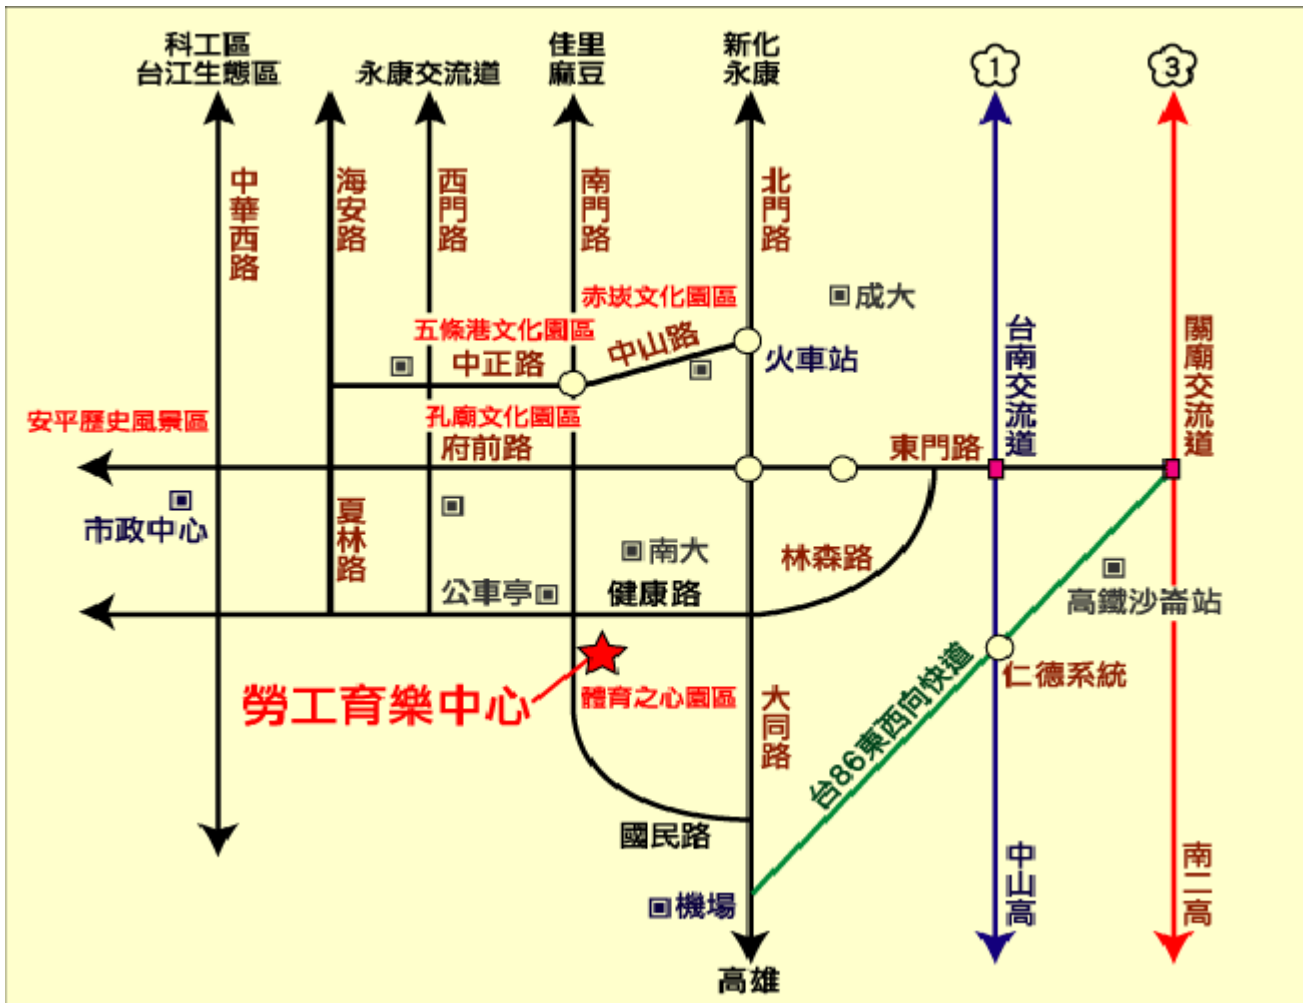 科工區
台江生態區
永康交流道
佳里
麻豆
新化
永康
1
3
中華西路
海安路
西門路
南門路
北門路
赤崁文化園區
成大
五條港文化園區
中正路
中山路
火車站
台南交流道
關廟交流道
安平歷史風景區
孔廟文化園區
府前路
東門路
市政中心
夏林路
南大
林森路
公車亭
健康路
高鐵沙崙站
仁德系統
勞工育樂中心
體育之心園區
大同路
台86東西向快道
國民路
中山高
南二高
機場
高雄